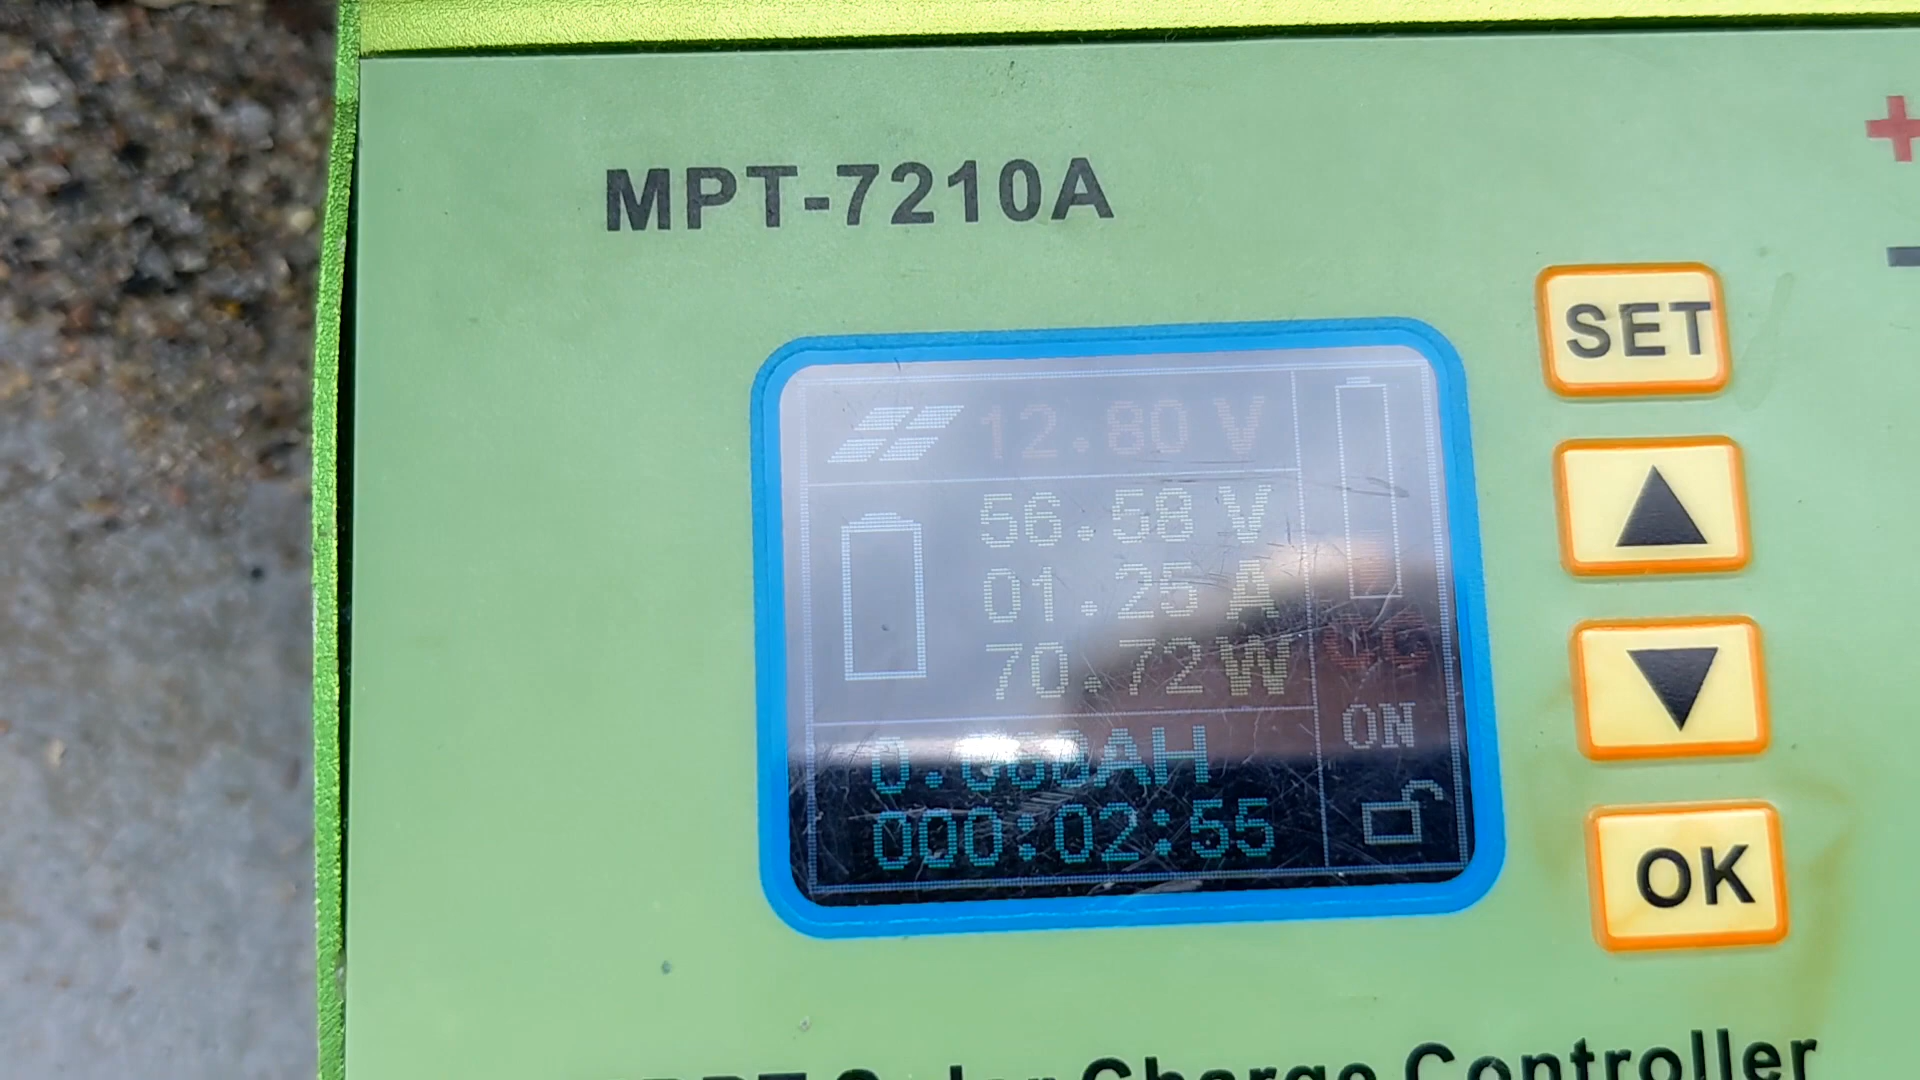 MPT-7210A
+
SET
12.80 V
56.58 V
01.25 A
70.72W
ON
000:02:55
OK
Charge Controller